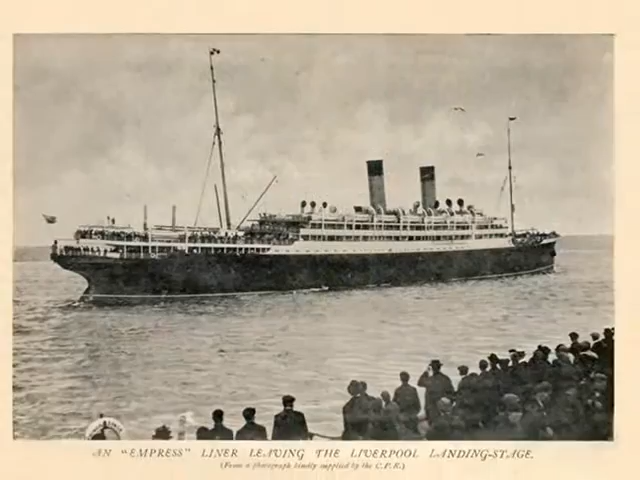 AN "EMPRESS" LINER LEAVING THE LIVERPOOL LANDING-STAGE.
(From a photograph kindly supplied by the C.P.R.)